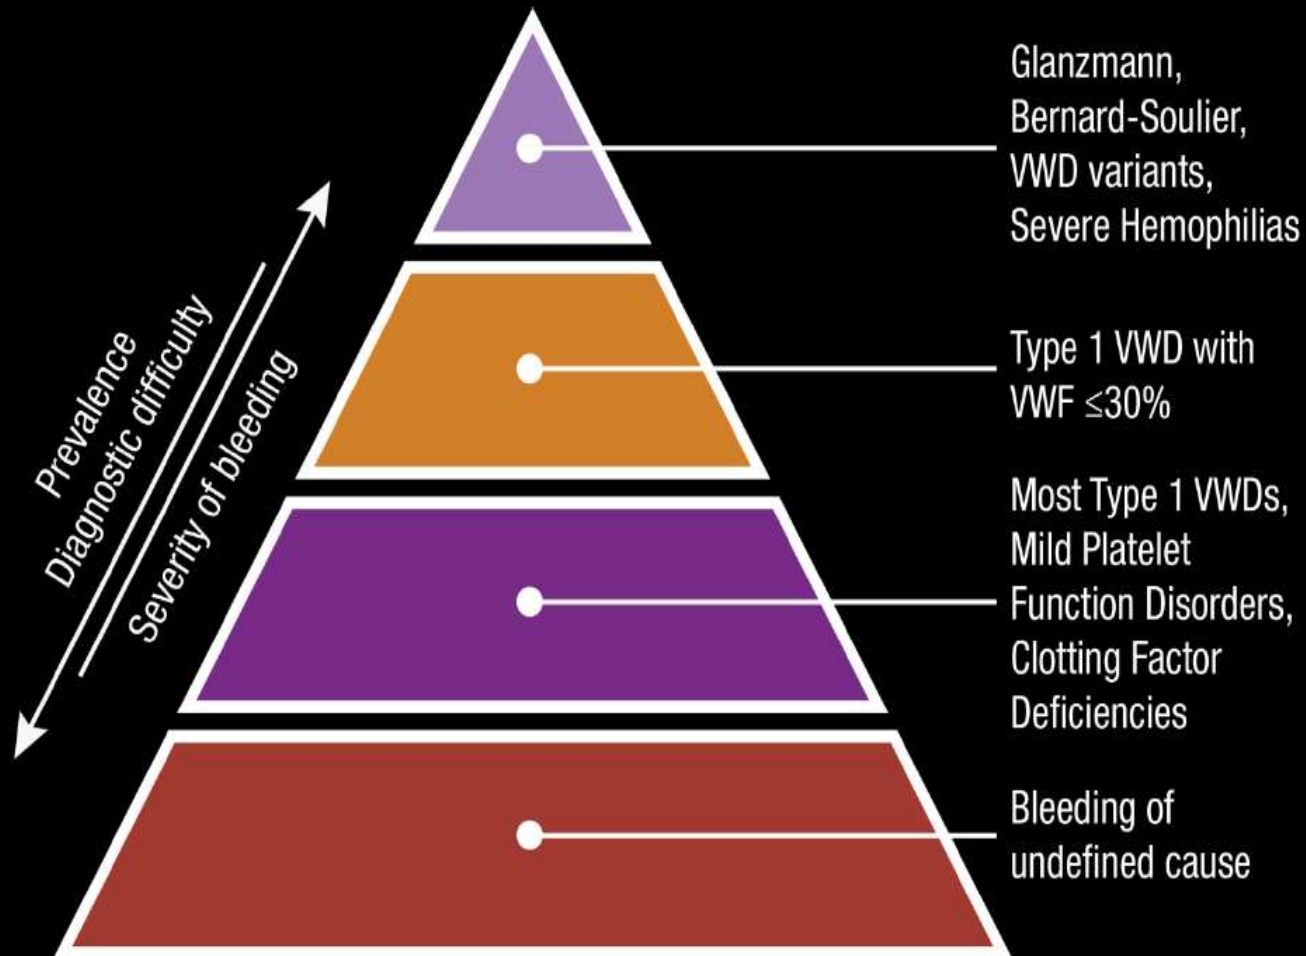 Glanzmann,
Bernard-Soulier,
VWD variants,
Severe Hemophilias
Prevalence
Diagnostic difficulty
Severity of bleeding
Type 1 VWD with
VWF ≤30%
Most Type 1 VWDs,
Mild Platelet
Function Disorders,
Clotting Factor
Deficiencies
Bleeding of
undefined cause